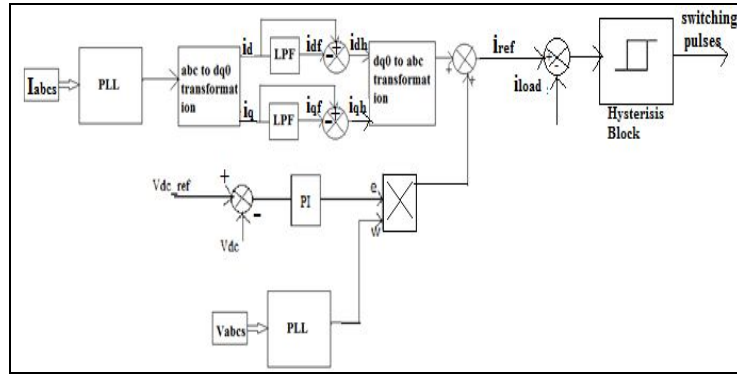 switching
pulses
Iabcs
PLL
abc to dq0
transformat
ion
id
LPF
idf
idh
iq
LPF
iqf
iqh
dq0 to abc
transformat
ion
iref
iload
Hysterisis
Block
Vdc_ref
Vdc
PI
e
w
Vabcs
PLL